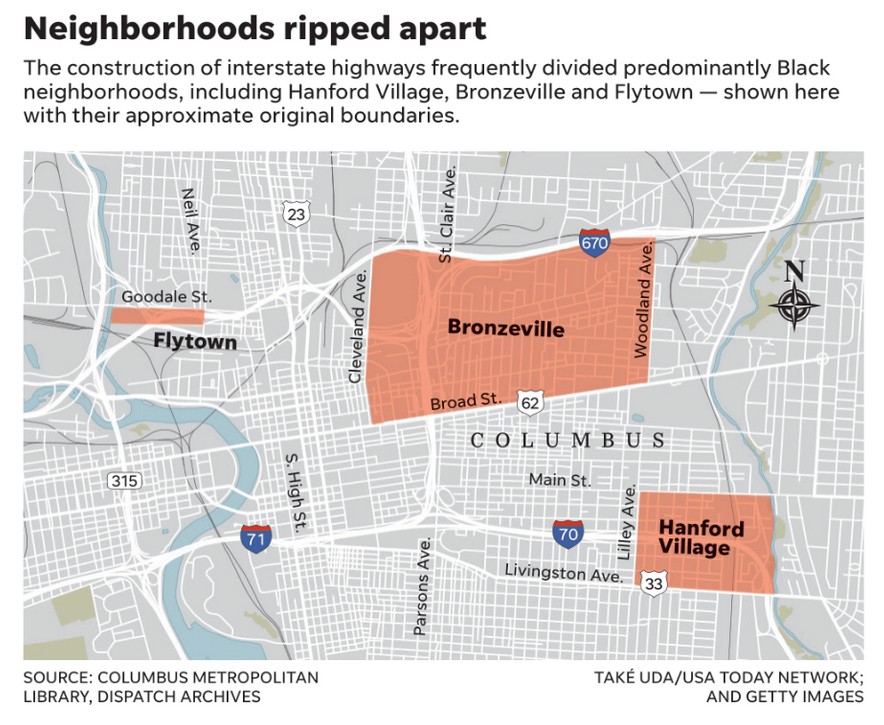 Neighborhoods ripped apart
The construction of interstate highways frequently divided predominantly Black
neighborhoods, including Hanford Village, Bronzeville and Flytown — shown here
with their approximate original boundaries.
Neil Ave.
23
St. Clair Ave.
670
N
Goodale St.
Flytown
Cleveland Ave.
Bronzeville
Woodland Ave.
Broad St.
62
COLUMBUS
315
S. High St.
Main St.
71
Parsons Ave.
70
Lilley Ave.
Hanford
Village
Livingston Ave.
33
SOURCE: COLUMBUS METROPOLITAN
LIBRARY, DISPATCH ARCHIVES
TAKÉ UDA/USA TODAY NETWORK;
AND GETTY IMAGES